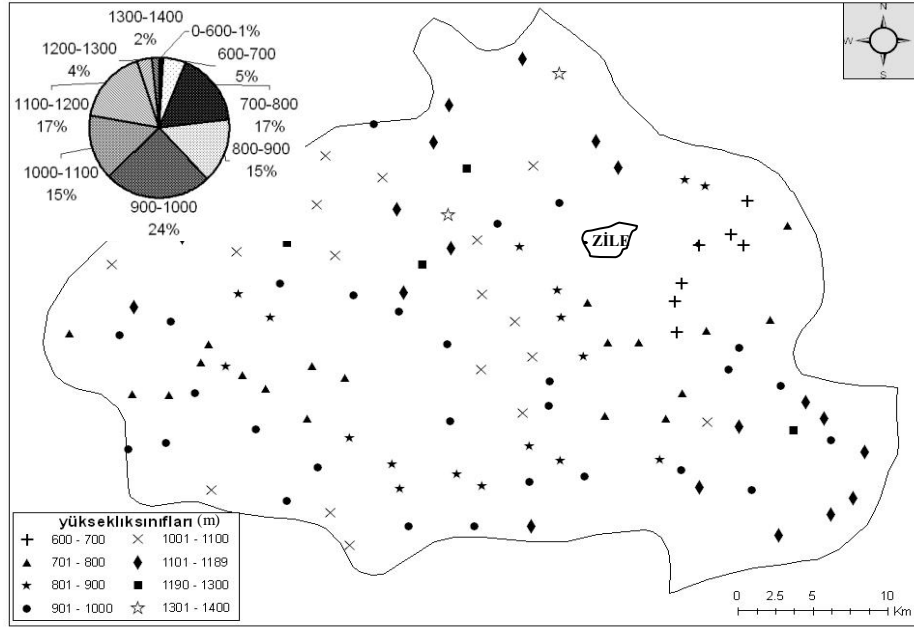 1300-1400
2%
0-600-1%
600-700
5%
1200-1300
4%
700-800
17%
1100-1200
17%
800-900
15%
1000-1100
15%
900-1000
24%
N
W
E
S
ZİLE
yükseklıksınıfları (m)
600 - 700
1001 - 1100
701 - 800
1101 - 1189
801 - 900
1190 - 1300
901 - 1000
1301 - 1400
0 2.5 5 10
Km